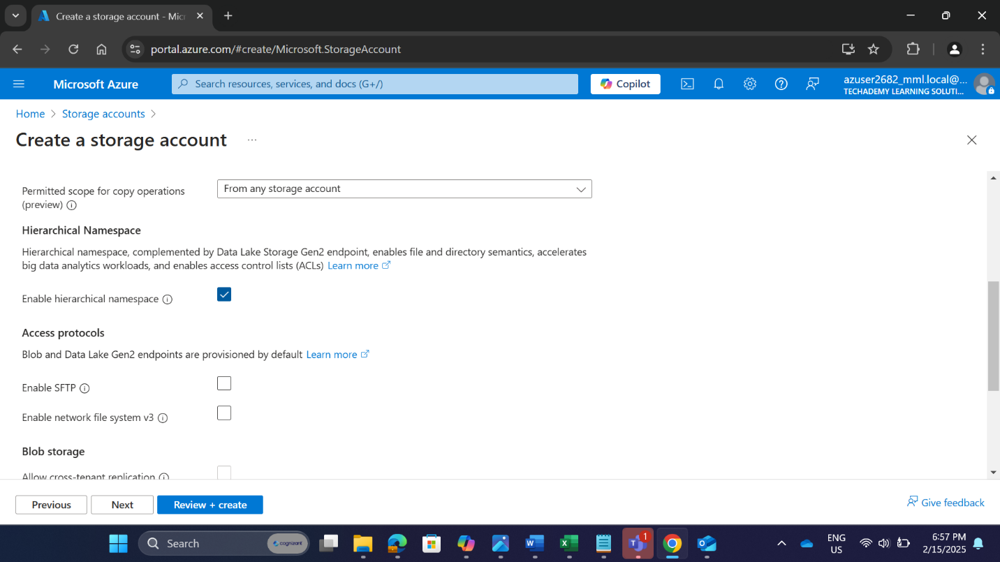 Create a storage account - Micr
portal.azure.com/#create/Microsoft.StorageAccount
Microsoft Azure
Search resources, services, and docs (G+/)
Copilot
azuser2682_mml.local@...
TECHADEMY LEARNING SOLUTI...
Home > Storage accounts >
Create a storage account ...
Permitted scope for copy operations
(preview)
From any storage account
Hierarchical Namespace
Hierarchical namespace, complemented by Data Lake Storage Gen2 endpoint, enables file and directory semantics, accelerates
big data analytics workloads, and enables access control lists (ACLs) Learn more
Enable hierarchical namespace
Access protocols
Blob and Data Lake Gen2 endpoints are provisioned by default Learn more
Enable SFTP
Enable network file system v3
Blob storage
Allow cross-tenant replication
Previous
Next
Review + create
Give feedback
Search
cognizant
1
ENG
US
6:57 PM
2/15/2025